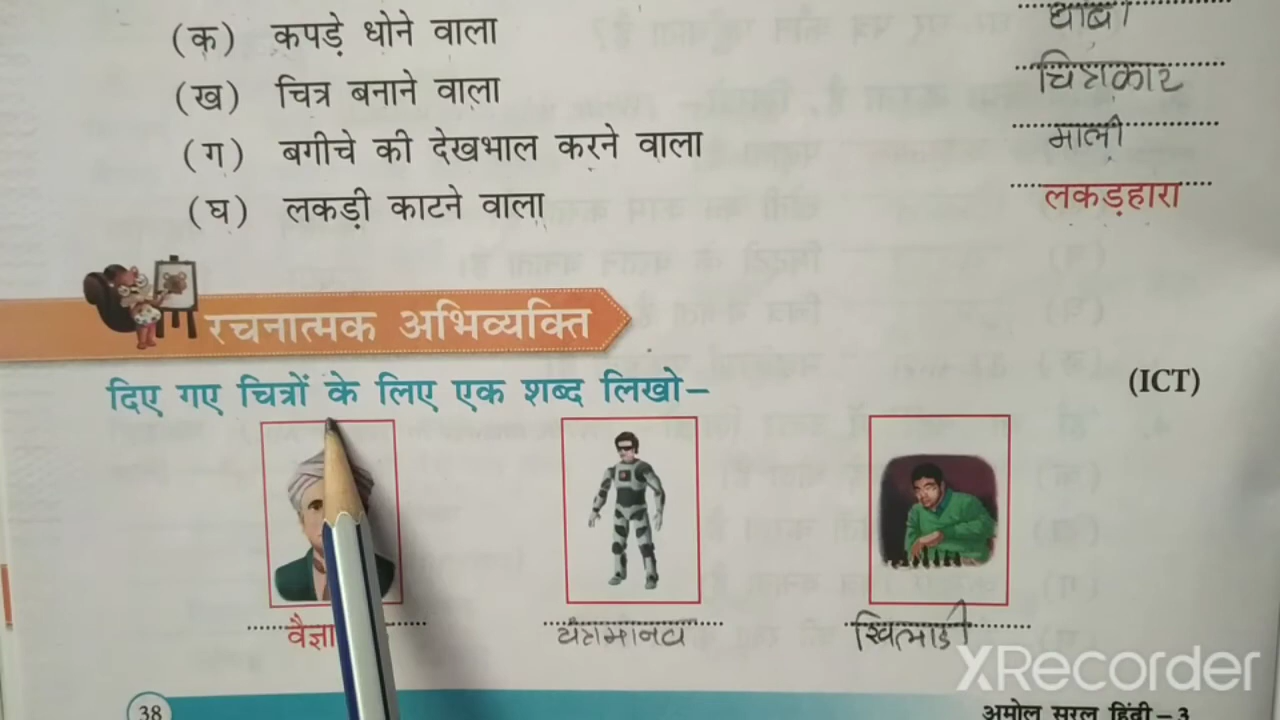 (क) कपड़े धोने वाला धोबी
(ख) चित्र बनाने वाला चित्रकार
(ग) बगीचे की देखभाल करने वाला माली
(घ) लकड़ी काटने वाला लकड़हारा
रचनात्मक अभिव्यक्ति
दिए गए चित्रों के लिए एक शब्द लिखो– (ICT)
यंत्रमानव खिलाडी
XRecorder
38 अमोल सरल हिंदी–3